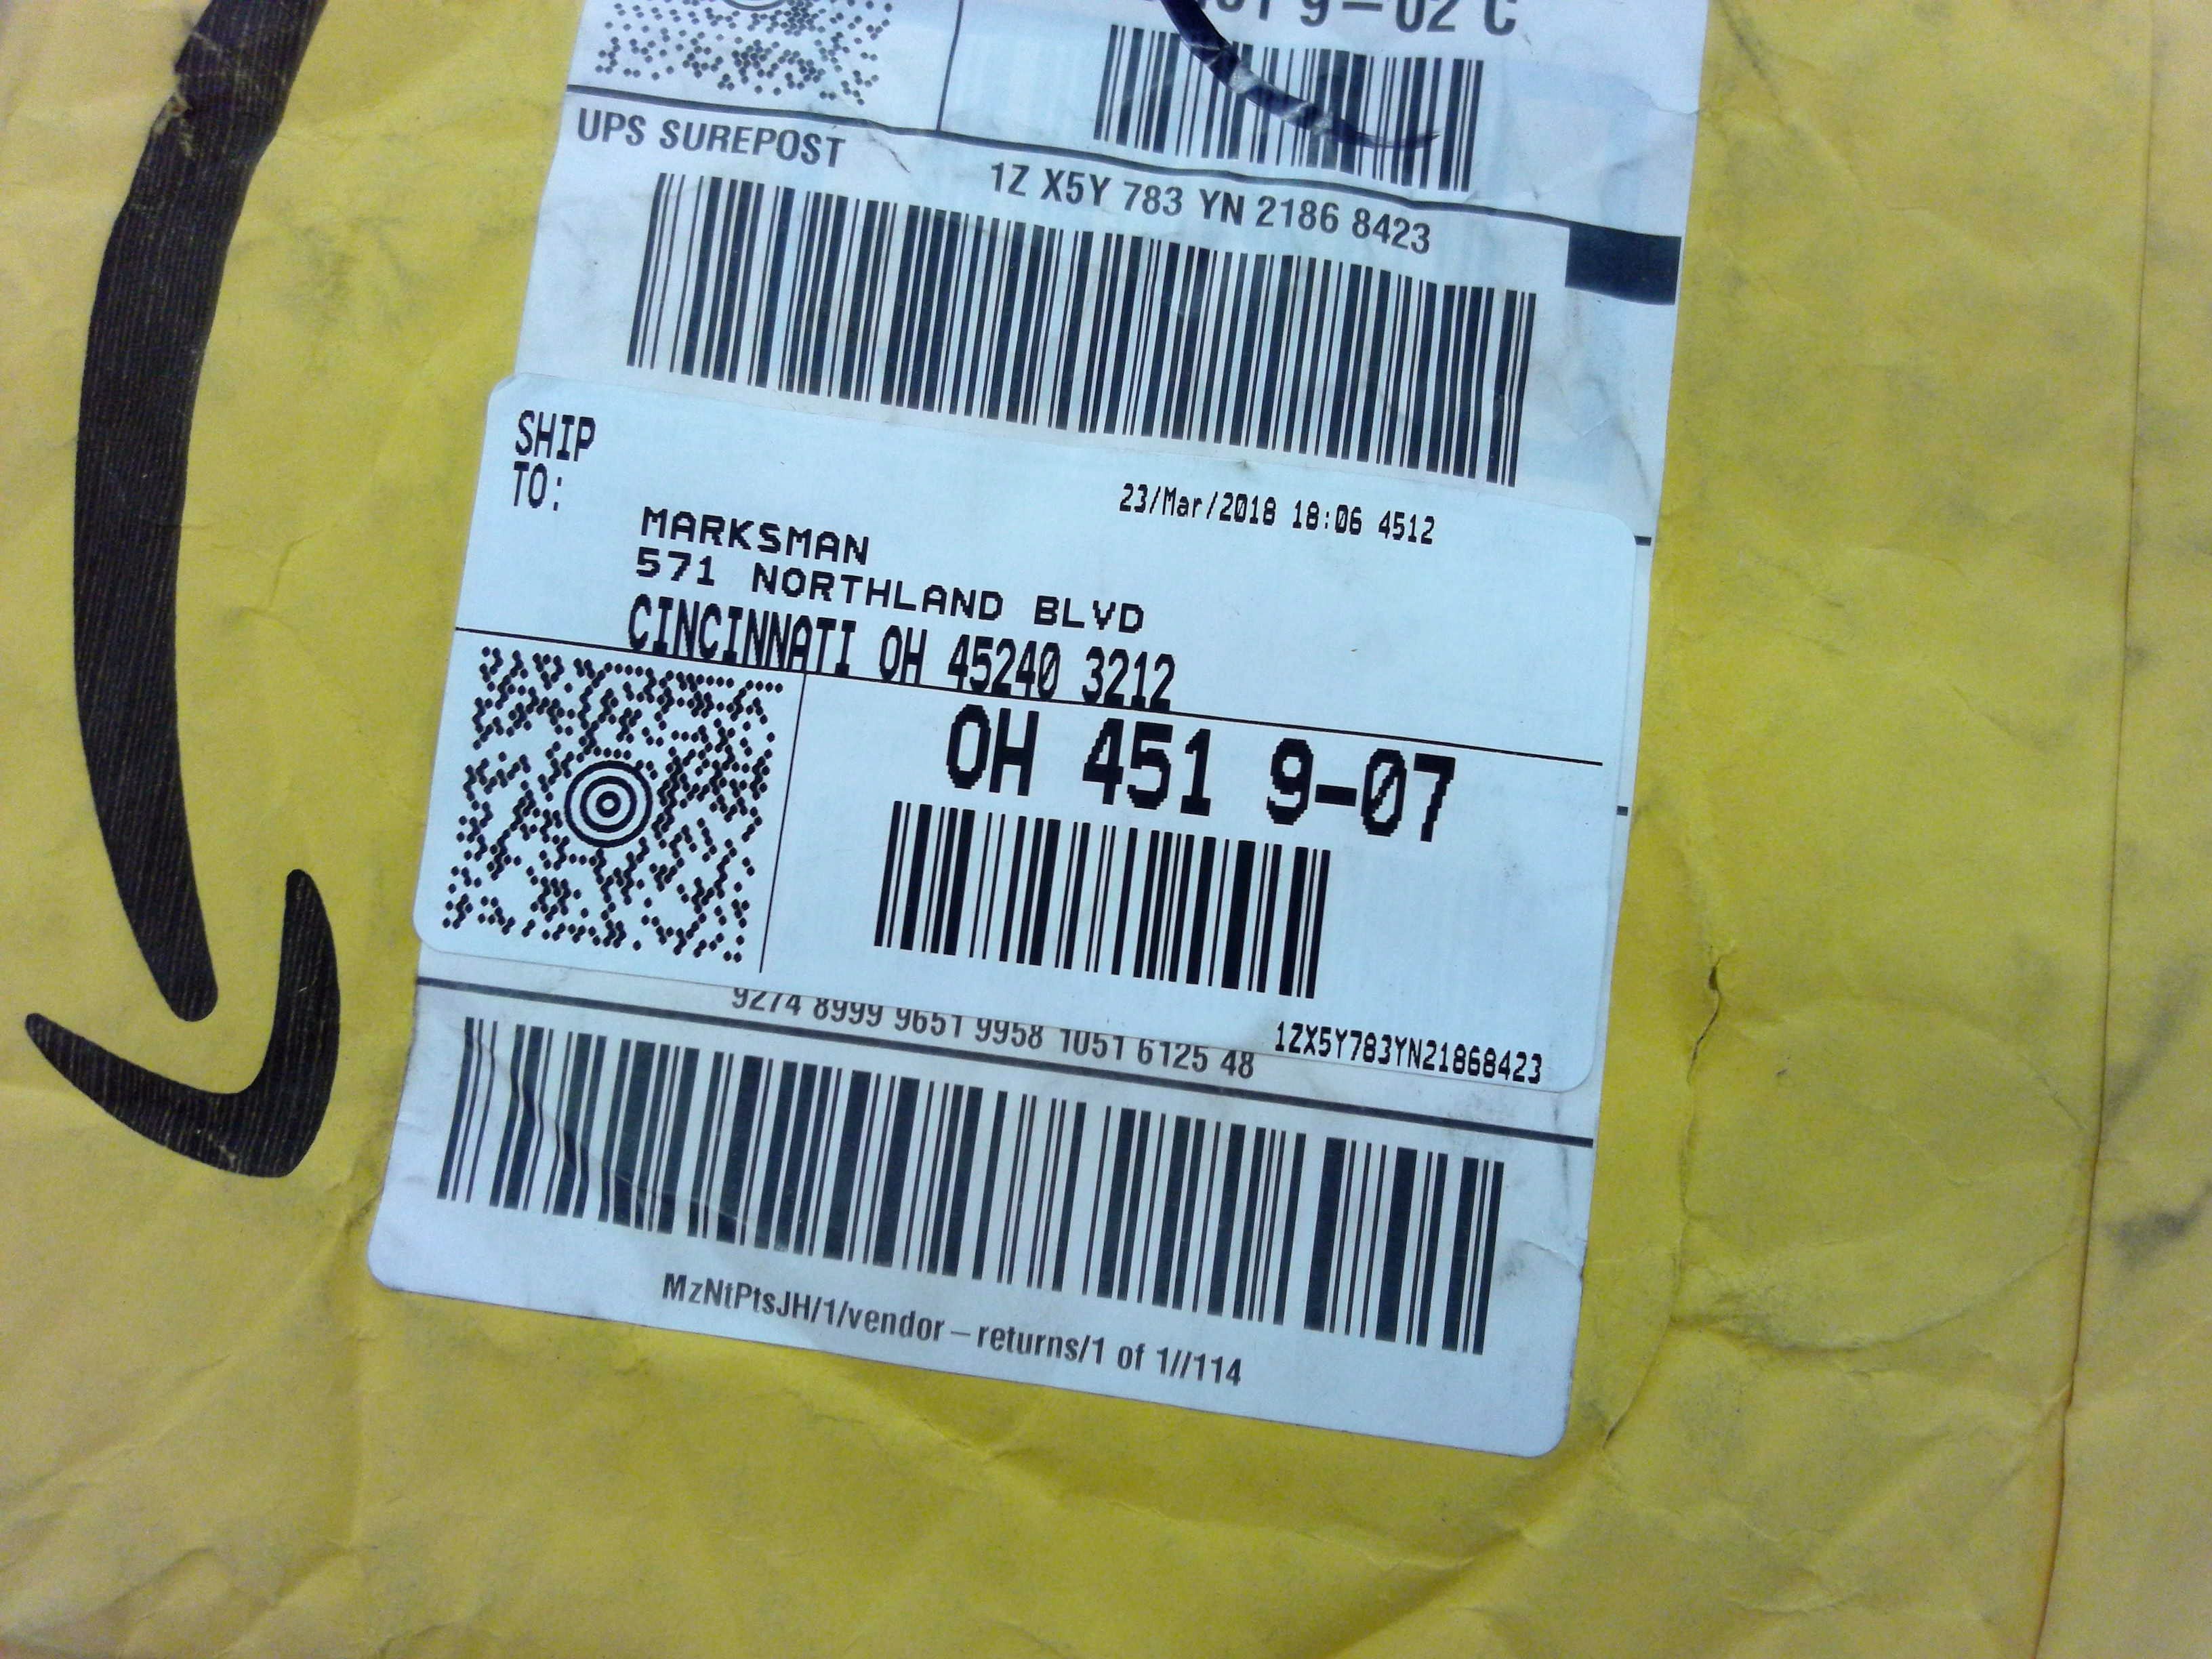 9-02 C
UPS SUREPOST
1Z X5Y 783 YN 2186 8423
SHIP
TO:
23/Mar/2018 18:06 4512
MARKSMAN
571 NORTHLAND BLVD
CINCINNATI OH 45240 3212
OH 451 9-07
9274 8999 9651 9958 1051 6125 48
1ZX5Y783YN21868423
MzNtPtsJH/1/vendor-returns/1 of 1//114